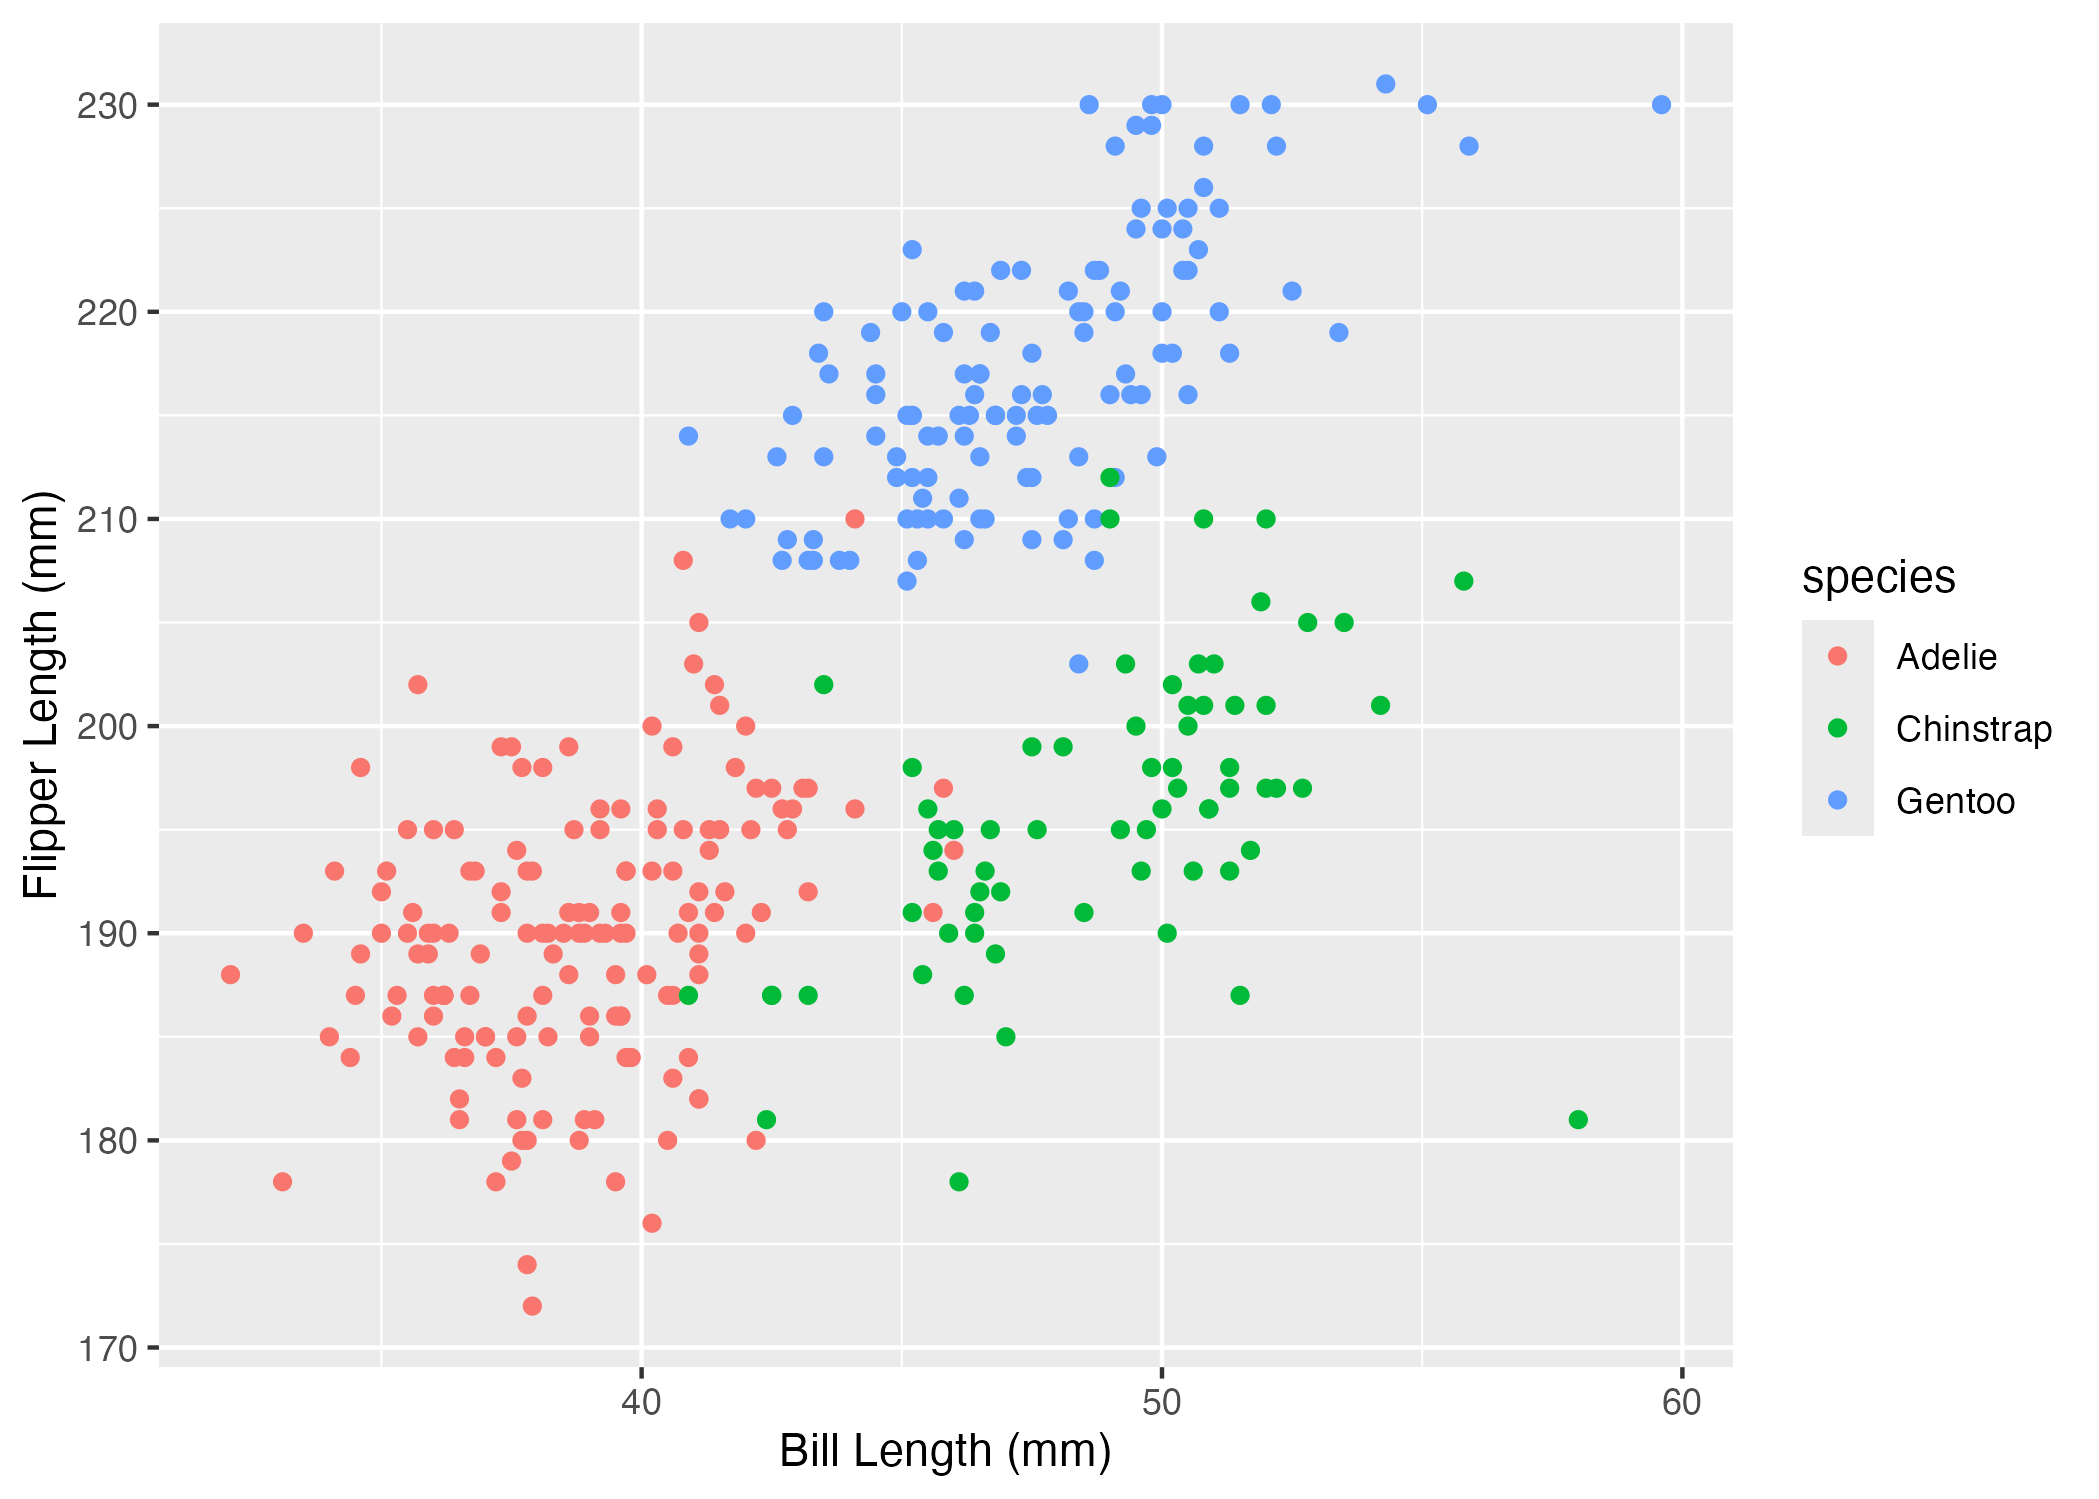 230
220
210
200
190
180
170
Flipper Length (mm)
40
50
60
Bill Length (mm)
species
Adelie
Chinstrap
Gentoo